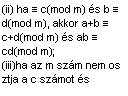 (ii) ha ≡ c(mod m) és b ≡
d(mod m), akkor a+b ≡
c+d(mod m) és ab ≡
cd(mod m);
(iii)ha az m szám nem os
ztja a c számot és